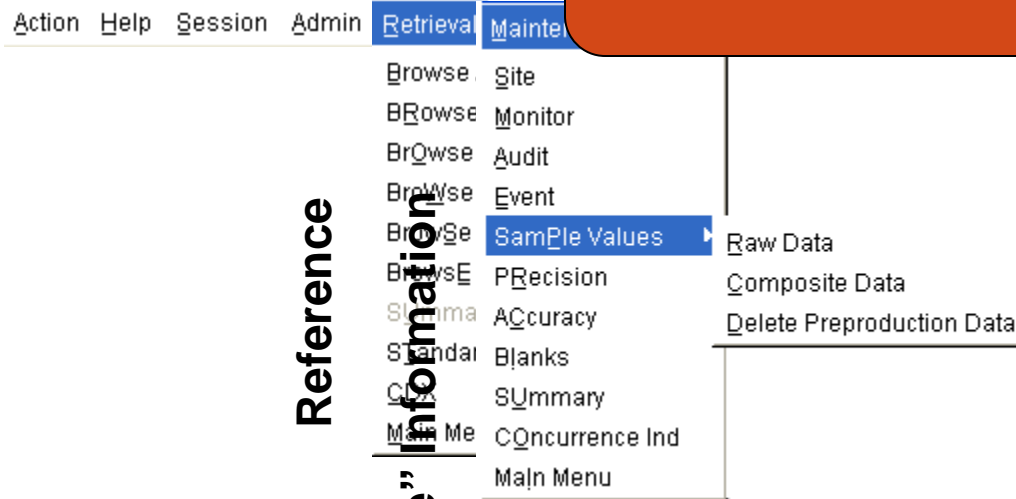 Action Help Session Admin Retrieval Mainte
Browse
BROwse
BrOwse
BroWse
BrowSe
BrowsE
SUmma
STandar
CDX
Main Me
Site
Monitor
Audit
Event
SamPle Values
PRecision
ACcuracy
Blanks
SUmmary
COncurrence Ind
MaIn Menu
Raw Data
Composite Data
Delete Preproduction Data
Reference
Information